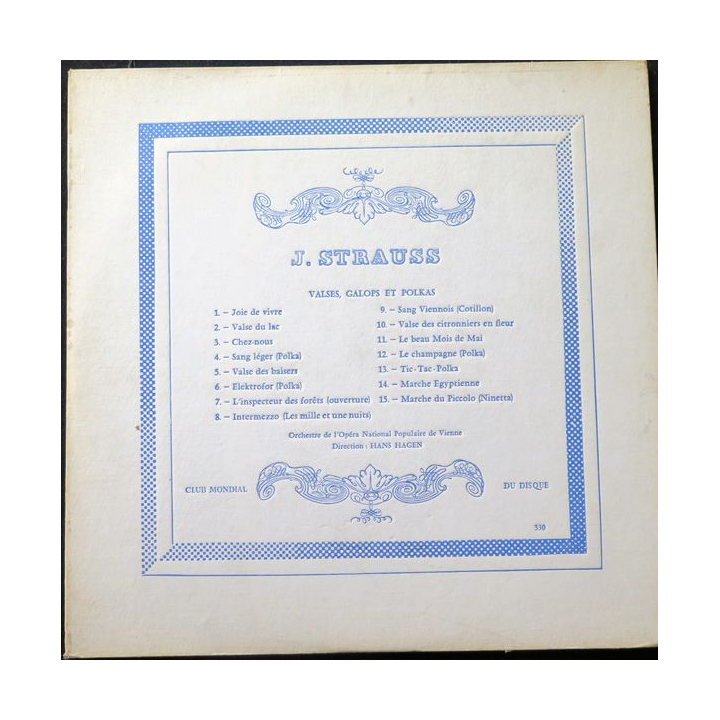 J. STRAUSS
VALSES, GALOPS ET POLKAS
1. – Joie de vivre
2. – Valse du lac
3. – Chez-nous
4. – Sang léger (Polka)
5. – Valse des baisers
6. – Elektrofor (Polka)
7. – L'inspecteur des forêts (ouverture)
8. – Intermezzo (Les mille et une nuits)
9. – Sang Viennois (Cotillon)
10. – Valse des citronniers en fleur
11. – Le beau Mois de Mai
12. – Le champagne (Polka)
13. – Tic-Tac-Polka
14. – Marche Egyptienne
15. – Marche du Piccolo (Ninetta)
Orchestre de l'Opéra National Populaire de Vienne
Direction : HANS HAGEN
CLUB MONDIAL DU DISQUE
530